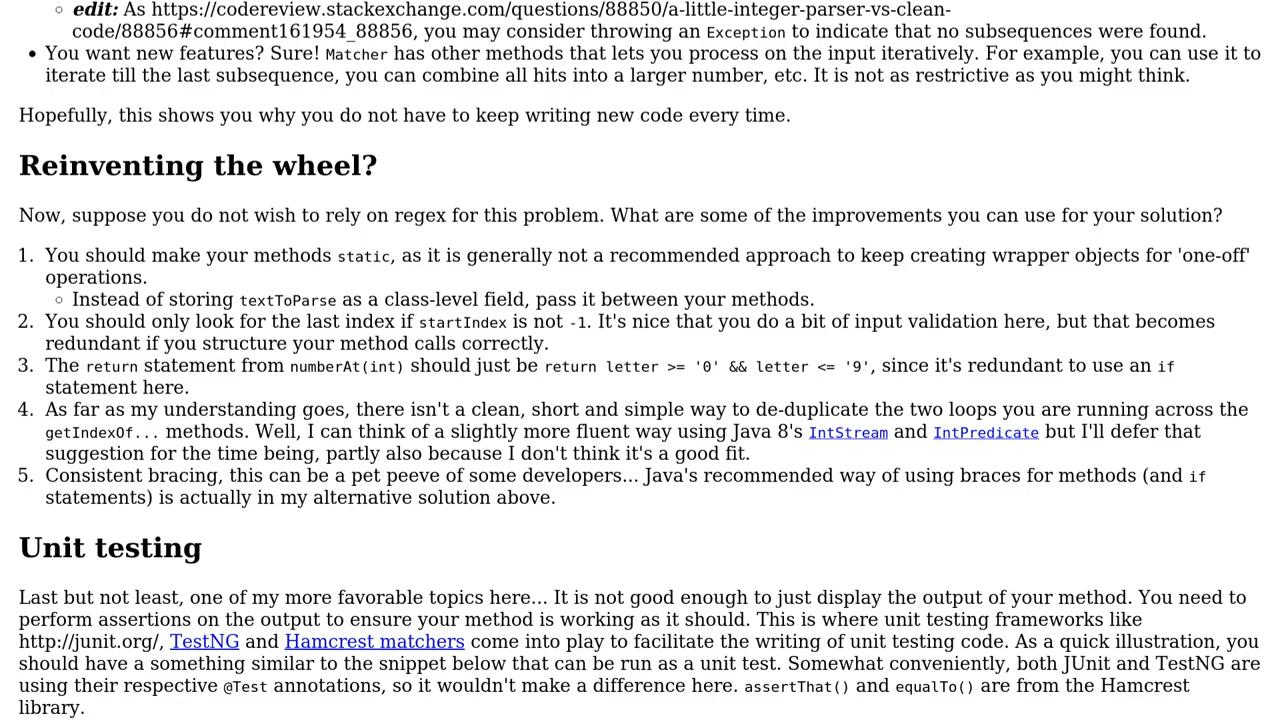 edit: As https://codereview.stackexchange.com/questions/88850/a-little-integer-parser-vs-clean-
code/88856#comment161954_88856, you may consider throwing an Exception to indicate that no subsequences were found.
You want new features? Sure! Matcher has other methods that lets you process on the input iteratively. For example, you can use it to
iterate till the last subsequence, you can combine all hits into a larger number, etc. It is not as restrictive as you might think.
Hopefully, this shows you why you do not have to keep writing new code every time.
Reinventing the wheel?
Now, suppose you do not wish to rely on regex for this problem. What are some of the improvements you can use for your solution?
1. You should make your methods static, as it is generally not a recommended approach to keep creating wrapper objects for 'one-off'
operations.
Instead of storing textToParse as a class-level field, pass it between your methods.
2. You should only look for the last index if startIndex is not -1. It's nice that you do a bit of input validation here, but that becomes
redundant if you structure your method calls correctly.
3. The return statement from numberAt(int) should just be return letter >= '0' && letter <= '9', since it's redundant to use an if
statement here.
4. As far as my understanding goes, there isn't a clean, short and simple way to de-duplicate the two loops you are running across the
getIndexOf... methods. Well, I can think of a slightly more fluent way using Java 8's IntStream and IntPredicate but I'll defer that
suggestion for the time being, partly also because I don't think it's a good fit.
5. Consistent bracing, this can be a pet peeve of some developers... Java's recommended way of using braces for methods (and if
statements) is actually in my alternative solution above.
Unit testing
Last but not least, one of my more favorable topics here... It is not good enough to just display the output of your method. You need to
perform assertions on the output to ensure your method is working as it should. This is where unit testing frameworks like
http://junit.org/, TestNG and Hamcrest matchers come into play to facilitate the writing of unit testing code. As a quick illustration, you
should have a something similar to the snippet below that can be run as a unit test. Somewhat conveniently, both JUnit and TestNG are
using their respective @Test annotations, so it wouldn't make a difference here. assertThat() and equalTo() are from the Hamcrest
library.